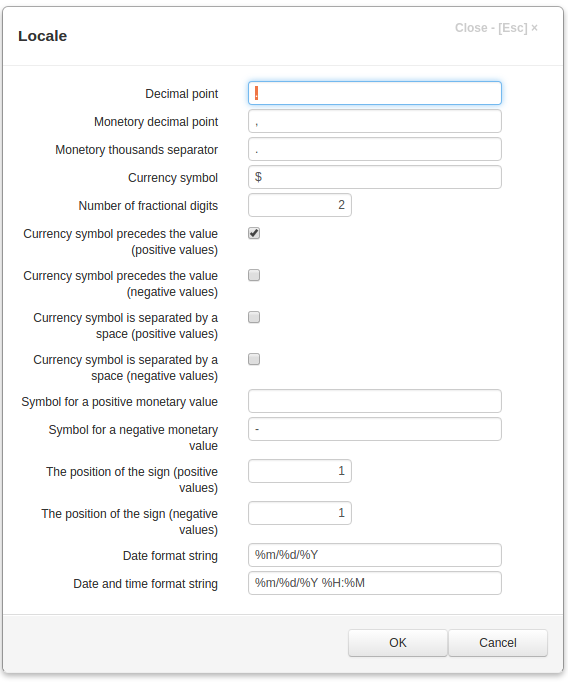 Locale
Close - [Esc] ×
Decimal point
Monetory decimal point ,
Monetory thousands separator .
Currency symbol $
Number of fractional digits 2
Currency symbol precedes the value
(positive values)
Currency symbol precedes the value
(negative values)
Currency symbol is separated by a
space (positive values)
Currency symbol is separated by a
space (negative values)
Symbol for a positive monetary value
Symbol for a negative monetary -
value
The position of the sign (positive 1
values)
The position of the sign (negative 1
values)
Date format string %m/%d/%Y
Date and time format string %m/%d/%Y %H:%M
OK Cancel